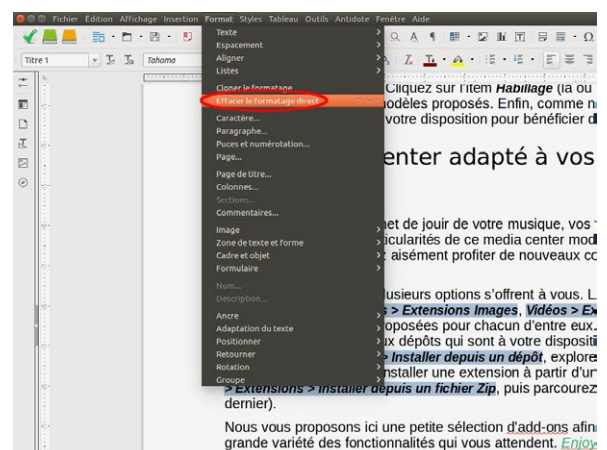 Fichier Édition Affichage Insertion Format Styles Tableau Outils Antidote Fenêtre Aide
Titre 1
Tahoma
Texte
Espacement
Aligner
Listes
Cloner le formatage
Effacer le formatage direct
Caractère...
Paragraphe...
Puces et numérotation...
Page...
Page de titre...
Colonnes...
Sections...
Commentaires...
Image
Zone de texte et forme
Cadre et objet
Formulaire
Nom...
Description...
Ancre
Adaptation du texte
Positionner
Retourner
Rotation
Groupe
Cliquez sur l'item Habillage (là où
odèles proposés. Enfin, comme n
votre disposition pour bénéficier d
enter adapté à vos
et de jouir de votre musique, vos
icularités de ce media center mod
aisément profiter de nouveaux co
usieurs options s'offrent à vous. L
> Extensions Images, Vidéos > Ex
oposées pour chacun d'entre eux.
x dépôts qui sont à votre dispositi
> Installer depuis un dépôt, explore
nstaller une extension à partir d'un
> Extensions > Installer depuis un fichier Zip, puis parcourez
dernier).
Nous vous proposons ici une petite sélection d'add-ons afin
grande variété des fonctionnalités qui vous attendent. Enjoy